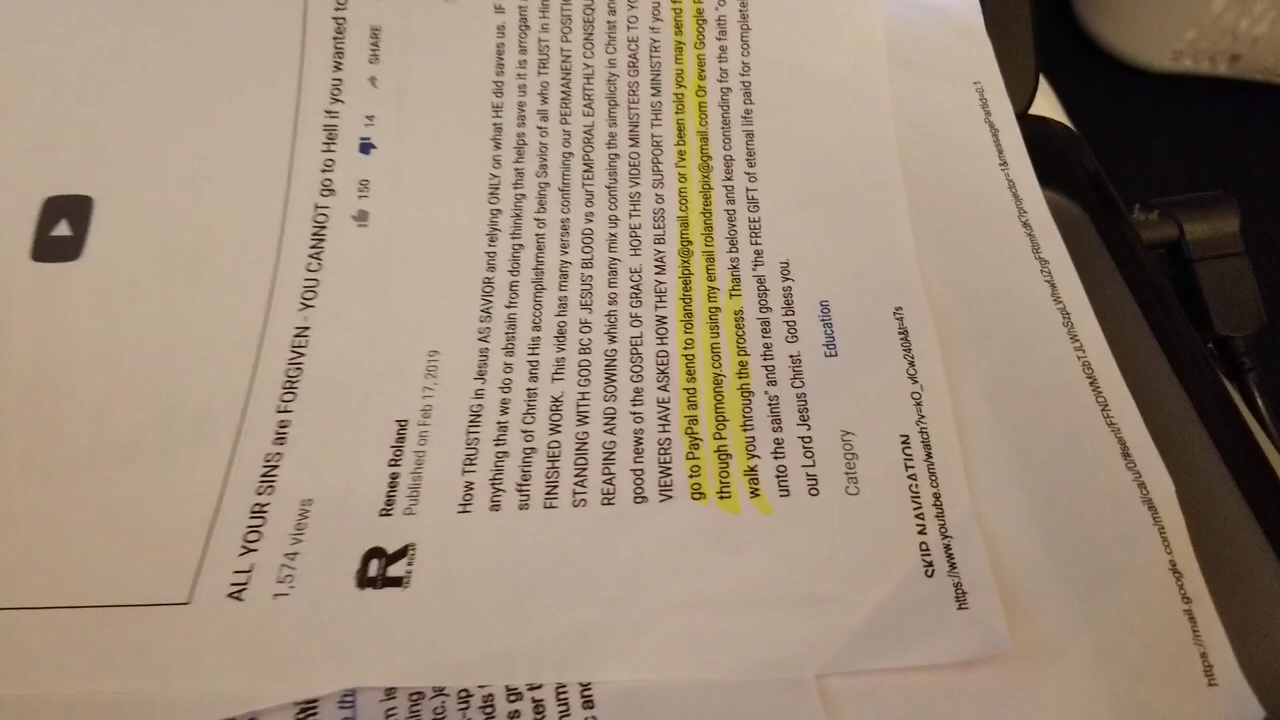 ALL YOUR SINS are FORGIVEN - YOU CANNOT go to Hell if you wanted to
1,574 views
150 14 SHARE
R
Renee Roland
Published on Feb 17, 2019
How TRUSTING in Jesus AS SAVIOR and relying ONLY on what HE did saves us. IF
anything that we do or abstain from doing thinking that helps save us it is arrogant
suffering of Christ and His accomplishment of being Savior of all who TRUST in Him
FINISHED WORK. This video has many verses confirming our PERMANENT
STANDING WITH GOD BC OF JESUS' BLOOD vs ourTEMPORAL EARTHLY
REAPING AND SOWING which so many mix up confusing the simplicity in Christ and
good news of the GOSPEL OF GRACE. HOPE THIS VIDEO MINISTERS GRACE TO
VIEWERS HAVE ASKED HOW THEY MAY BLESS or SUPPORT THIS MINISTRY if you
go to PayPal and send to rolandreelpix@gmail.com or I've been told you may send
through Popmoney.com using my email rolandreelpix@gmail.com Or even Google
walk you through the process. Thanks beloved and keep contending for the faith
unto the saints" and the real gospel "the FREE GIFT of eternal life paid for
our Lord Jesus Christ. God bless you.
Category Education
SKIP NAVIGATION
https://www.youtube.com/watch?v=kO_vlCw240A&t=47s